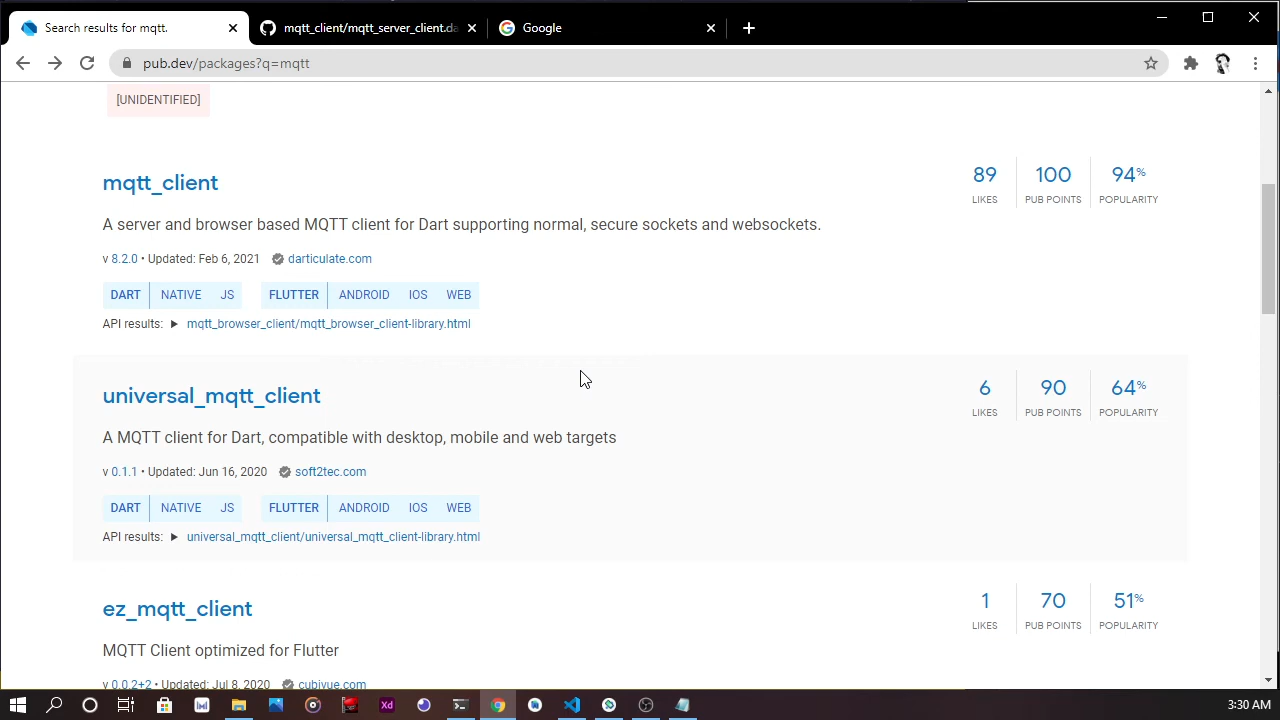 Search results for mqtt.
mqtt_client/mqtt_server_client.da
Google
pub.dev/packages?q=mqtt
[UNIDENTIFIED]
mqtt_client
89
LIKES
100
PUB POINTS
94%
POPULARITY
A server and browser based MQTT client for Dart supporting normal, secure sockets and websockets.
v 8.2.0 • Updated: Feb 6, 2021 darticulate.com
DART NATIVE JS FLUTTER ANDROID IOS WEB
API results: ▶ mqtt_browser_client/mqtt_browser_client-library.html
universal_mqtt_client
6
LIKES
90
PUB POINTS
64%
POPULARITY
A MQTT client for Dart, compatible with desktop, mobile and web targets
v 0.1.1 • Updated: Jun 16, 2020 soft2tec.com
DART NATIVE JS FLUTTER ANDROID IOS WEB
API results: ▶ universal_mqtt_client/universal_mqtt_client-library.html
ez_mqtt_client
1
LIKES
70
PUB POINTS
51%
POPULARITY
MQTT Client optimized for Flutter
v 0.0.2+2 • Updated: Jul 8, 2020 cubivue.com
Xd
3:30 AM